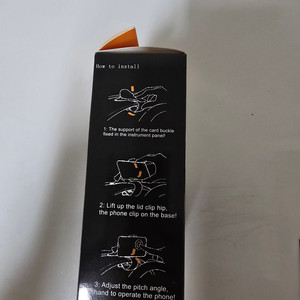 How to install
1: The support of the card buckle
fixed in the instrument panel!
2: Lift up the lid clip hip,
the phone clip on the base!
3: Adjust the pitch angle,
hand to operate the phone!